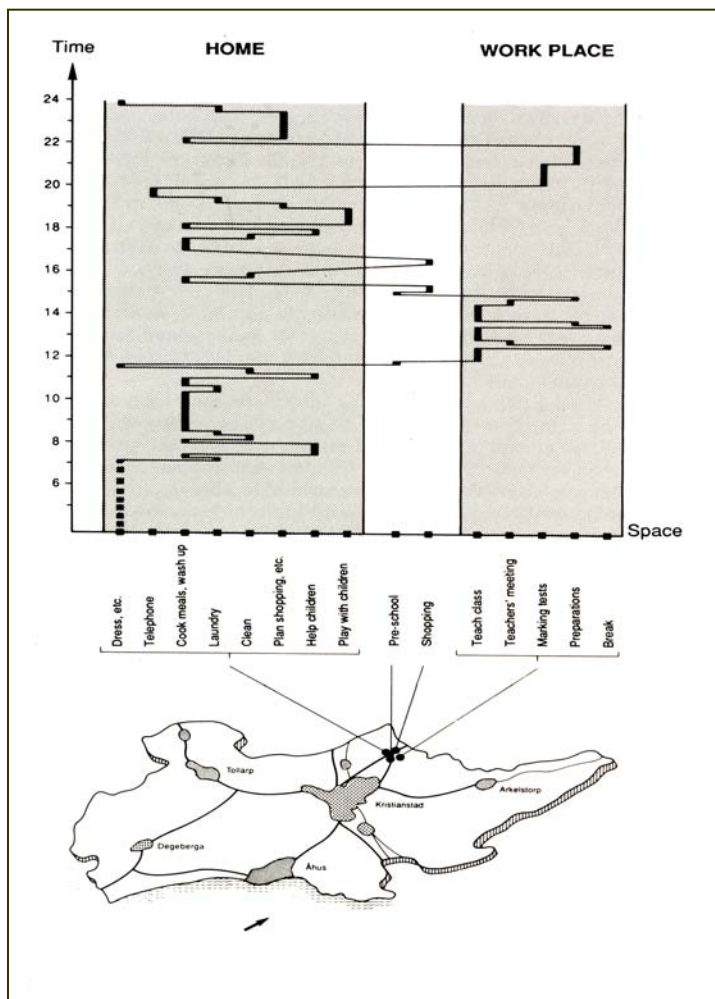 Time
HOME
WORK PLACE
24
22
20
18
16
14
12
10
8
6
Space
Dress, etc.
Telephone
Cook meals, wash up
Laundry
Clean
Plan shopping, etc.
Help children
Play with children
Pre-school
Shopping
Teach class
Teachers' meeting
Marking tests
Preparations
Break
Tollarp
Kristianstad
Arkelstorp
Degeberga
Åhus